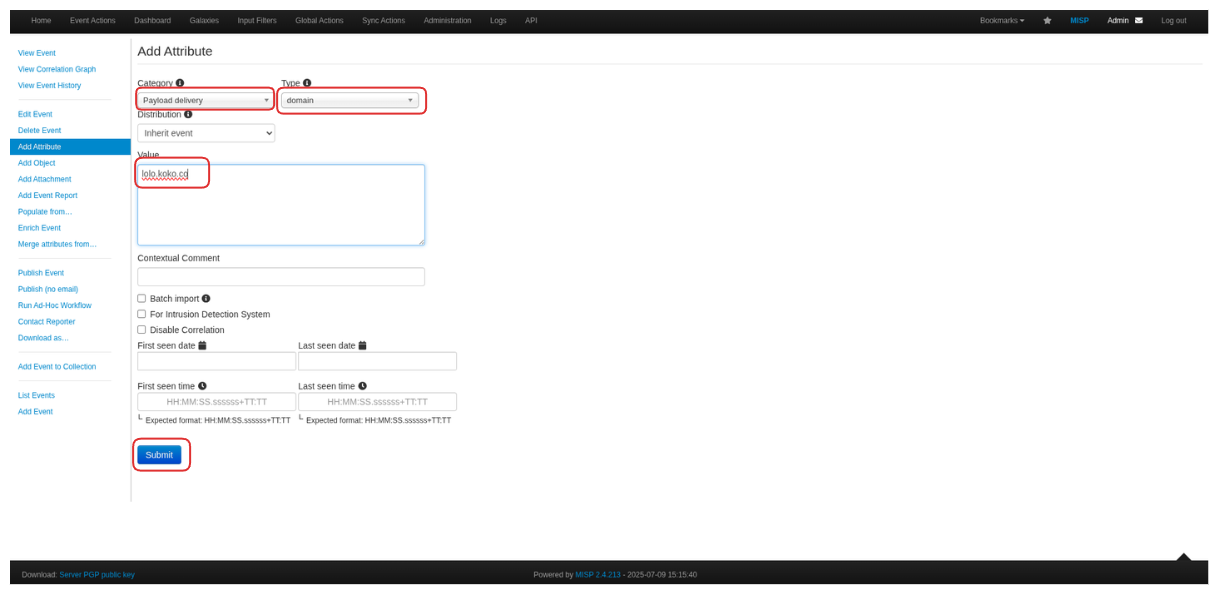 Home Event Actions Dashboard Galaxies Input Filters Global Actions Sync Actions Administration Logs API Bookmarks MISP Admin Log out
View Event
View Correlation Graph
View Event History
Edit Event
Delete Event
Add Attribute
Add Object
Add Attachment
Add Event Report
Populate from...
Enrich Event
Merge attributes from...
Publish Event
Publish (no email)
Run Ad-Hoc Workflow
Contact Reporter
Download as...
Add Event to Collection
List Events
Add Event
Add Attribute
Category Type
Payload delivery domain
Distribution
Inherit event
Value
lolo.koko.co
Contextual Comment
Batch import
For Intrusion Detection System
Disable Correlation
First seen date Last seen date
First seen time Last seen time
HH:MM:SS.ssssss+TT:TT HH:MM:SS.ssssss+TT:TT
Expected format: HH:MM:SS.ssssss+TT:TT Expected format: HH:MM:SS.ssssss+TT:TT
Submit
Download: Server PGP public key Powered by MISP 2.4.213 - 2025-07-09 15:15:40